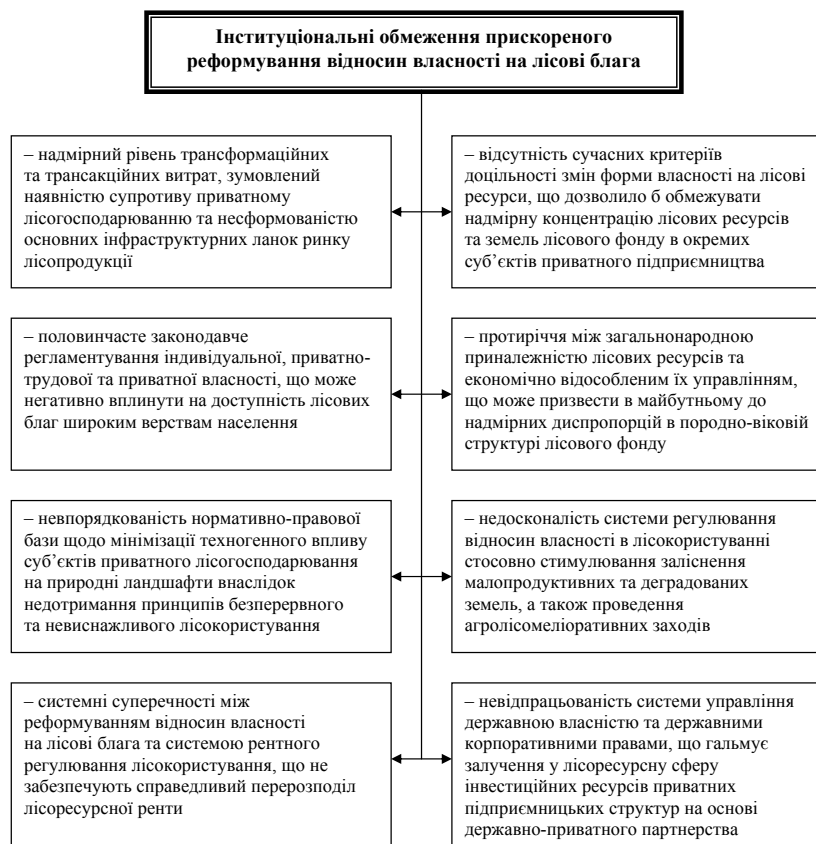 Інституціональні обмеження прискореного
реформування відносин власності на лісові блага
– надмірний рівень трансформаційних
та трансакційних витрат, зумовлений
наявністю супротиву приватному
лісогосподарюванню та несформованістю
основних інфраструктурних ланок ринку
лісопродукції
– відсутність сучасних критеріїв
доцільності змін форми власності на лісові
ресурси, що дозволило б обмежувати
надмірну концентрацію лісових ресурсів
та земель лісового фонду в окремих
суб’єктів приватного підприємництва
– половинчасте законодавче
регламентування індивідуальної, приватно-
трудової та приватної власності, що може
негативно вплинути на доступність лісових
благ широким верствам населення
– протиріччя між загальнонародною
приналежністю лісових ресурсів та
економічно відособленим їх управлінням,
що може призвести в майбутньому до
надмірних диспропорцій в породно-віковій
структурі лісового фонду
– невпорядкованість нормативно-правової
бази щодо мінімізації техногенного впливу
суб’єктів приватного лісогосподарювання
на природні ландшафти внаслідок
недотримання принципів безперервного
та невиснажливого лісокористування
– недосконалість системи регулювання
відносин власності в лісокористуванні
стосовно стимулювання заліснення
малопродуктивних та деградованих
земель, а також проведення
агролісомеліоративних заходів
– системні суперечності між
реформуванням відносин власності
на лісові блага та системою рентного
регулювання лісокористування, що не
забезпечують справедливий перерозподіл
лісоресурсної ренти
– невідпрацьованість системи управління
державною власністю та державними
корпоративними правами, що гальмує
залучення у лісоресурсну сферу
інвестиційних ресурсів приватних
підприємницьких структур на основі
державно-приватного партнерства